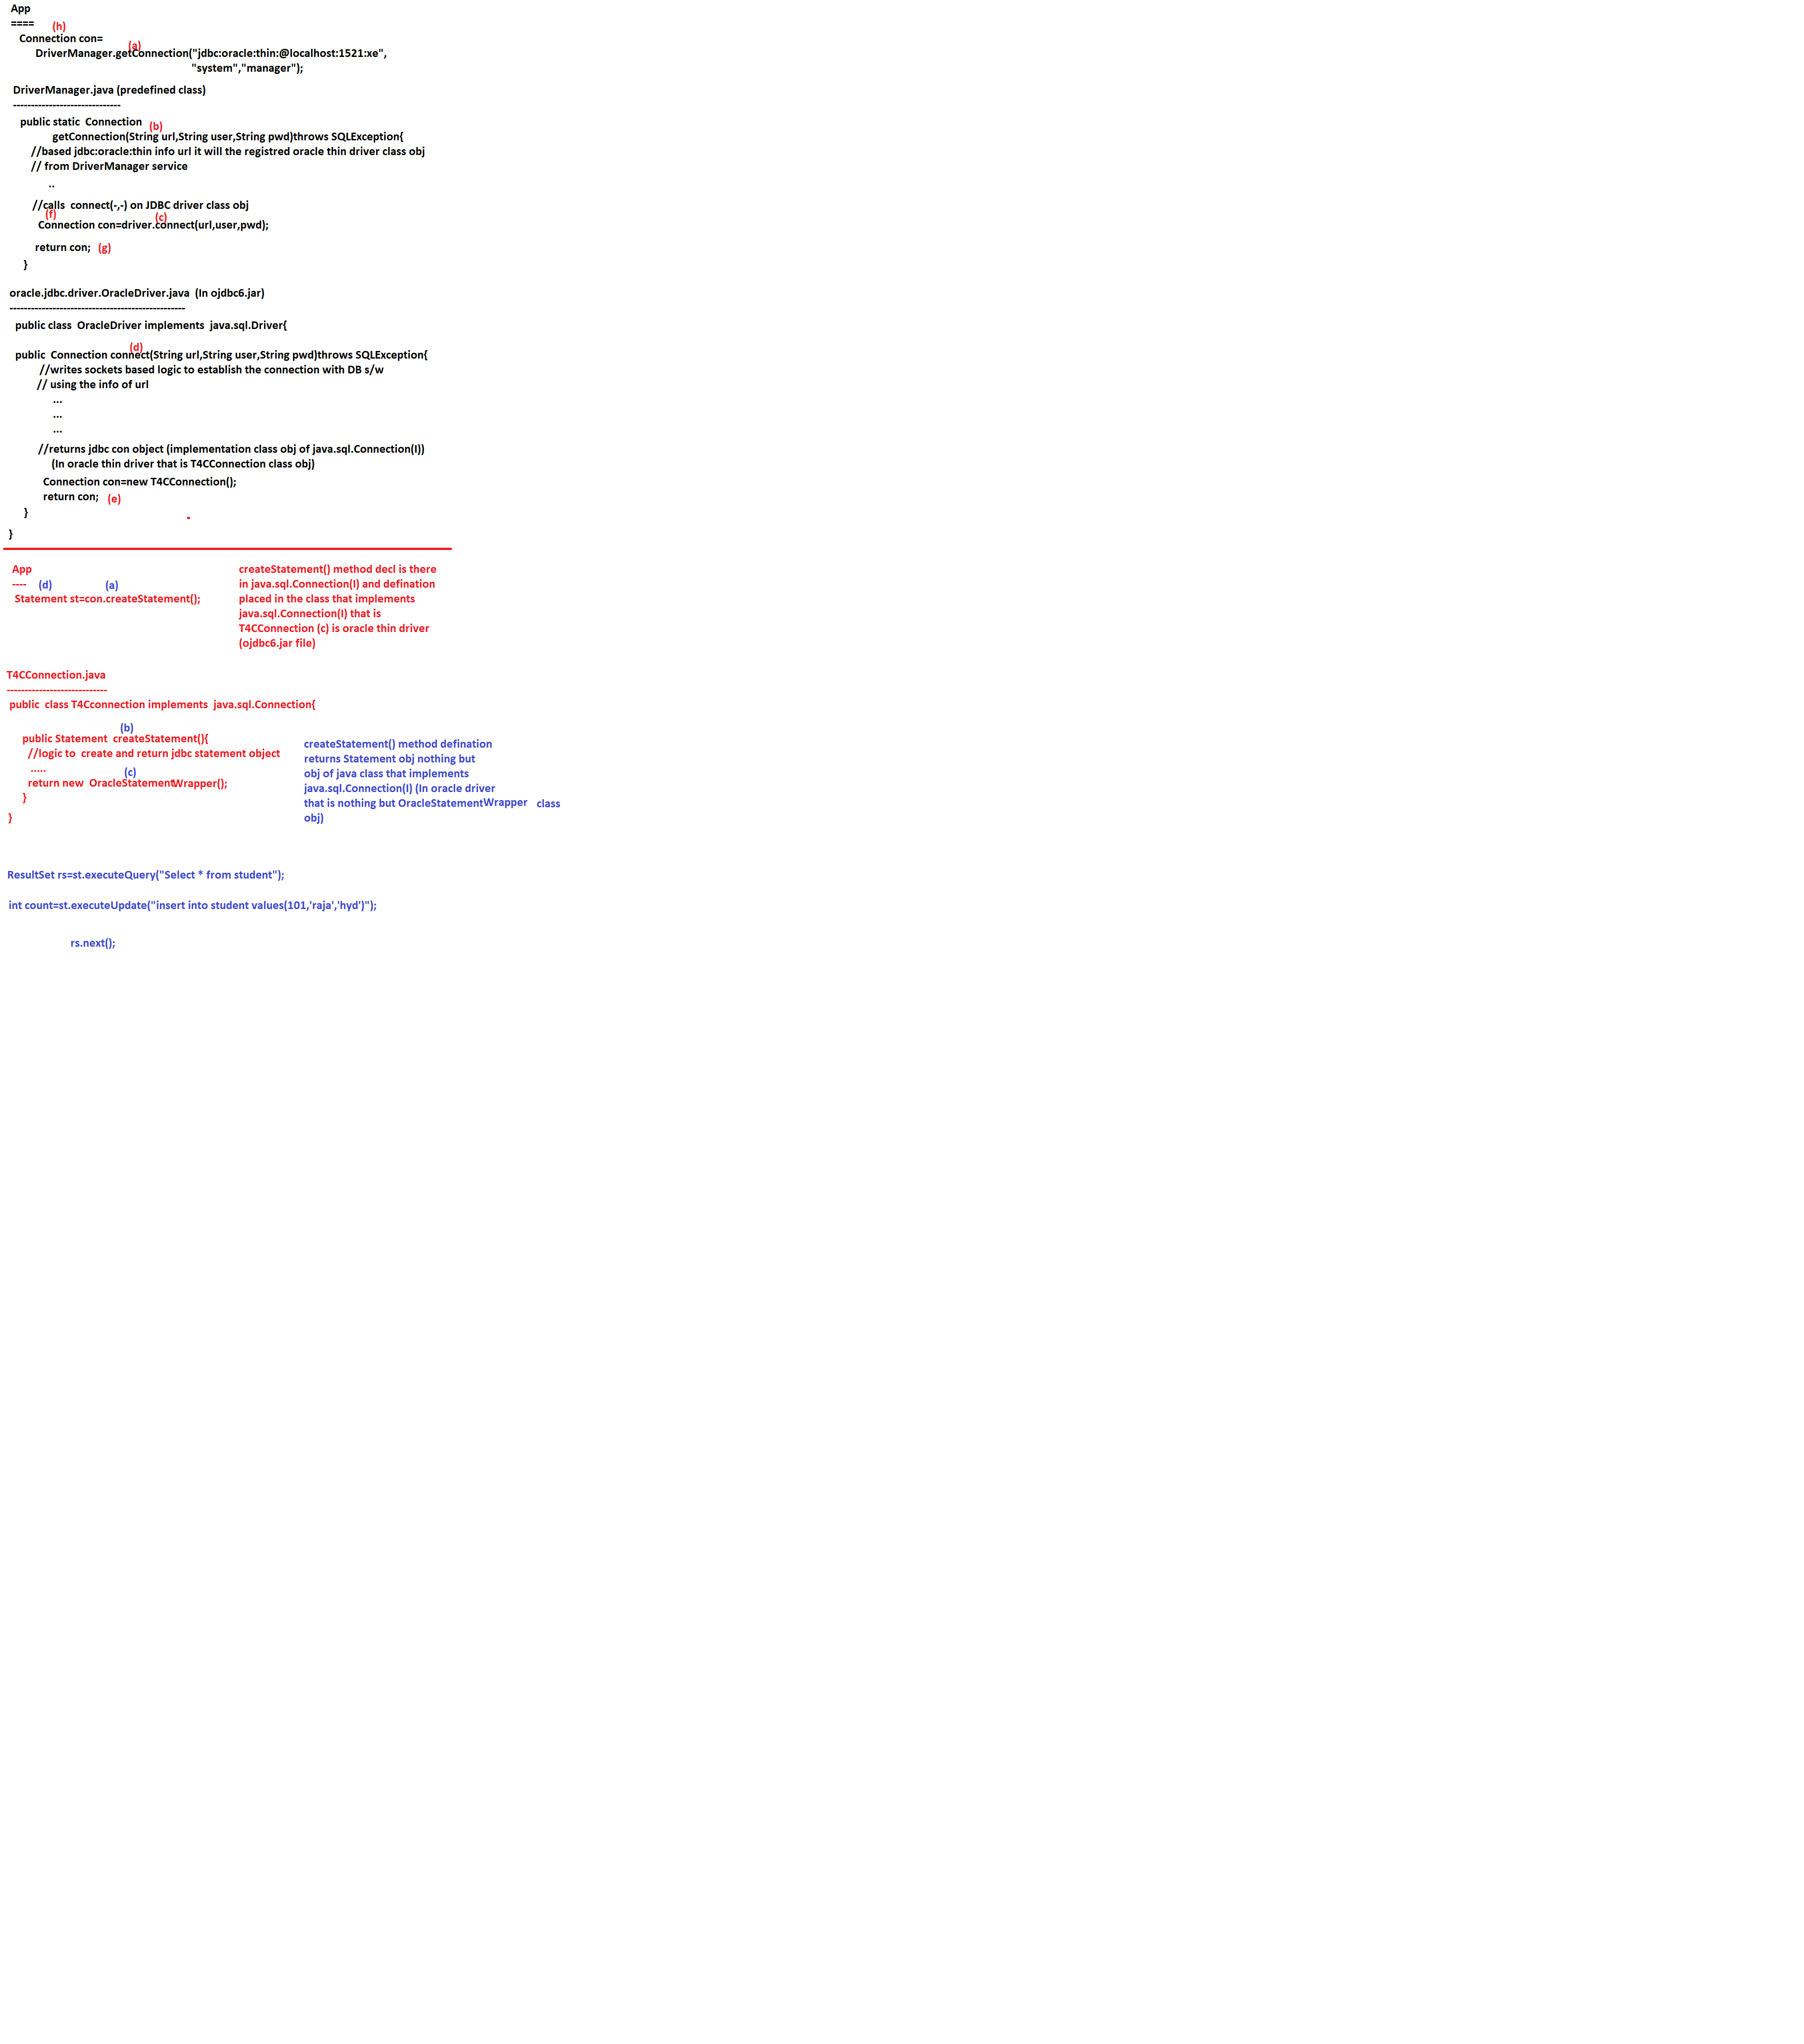 App
====
(h)
Connection con=
(a)
DriverManager.getConnection("jdbc:oracle:thin:@localhost:1521:xe",
"system","manager");
DriverManager.java (predefined class)
------------------------------
public static  Connection
(b)
getConnection(String url,String user,String pwd)throws SQLException{
//based jdbc:oracle:thin info url it will the registred oracle thin driver class obj
// from DriverManager service
..
//calls  connect(-,-) on JDBC driver class obj
(f)
(c)
Connection con=driver.connect(url,user,pwd);
return con;  (g)
}
oracle.jdbc.driver.OracleDriver.java  (In ojdbc6.jar)
-------------------------------------------------
public class  OracleDriver implements  java.sql.Driver{
(d)
public  Connection connect(String url,String user,String pwd)throws SQLException{
//writes sockets based logic to establish the connection with DB s/w
// using the info of url
...
...
...
//returns jdbc con object (implementation class obj of java.sql.Connection(I))
(In oracle thin driver that is T4CConnection class obj)
Connection con=new T4CConnection();
return con;  (e)
}
}
App
----
(d)
(a)
Statement st=con.createStatement();
createStatement() method decl is there
in java.sql.Connection(I) and defination
placed in the class that implements
java.sql.Connection(I) that is
T4CConnection (c) is oracle thin driver
(ojdbc6.jar file)
T4CConnection.java
----------------------------
public  class T4Cconnection implements  java.sql.Connection{
(b)
public Statement  createStatement(){
//logic to  create and return jdbc statement object
.....
(c)
return new  OracleStatementWrapper();
}
}
createStatement() method defination
returns Statement obj nothing but
obj of java class that implements
java.sql.Connection(I) (In oracle driver
that is nothing but OracleStatementWrapper  class
obj)
ResultSet rs=st.executeQuery("Select * from student");
int count=st.executeUpdate("insert into student values(101,'raja','hyd')");
rs.next();